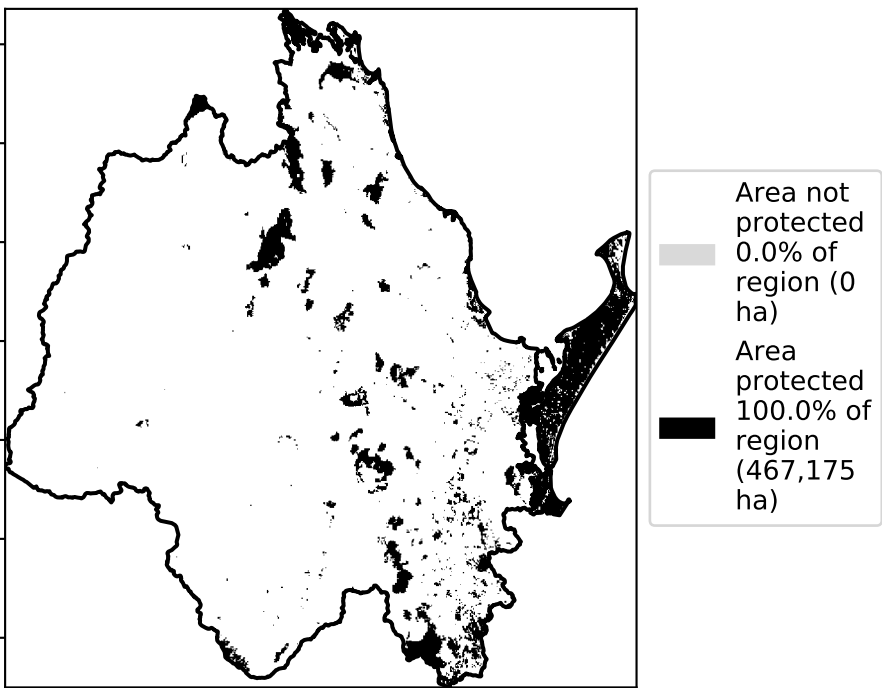 Area not
protected
0.0% of
region (0
ha)
Area
protected
100.0% of
region
(467,175
ha)